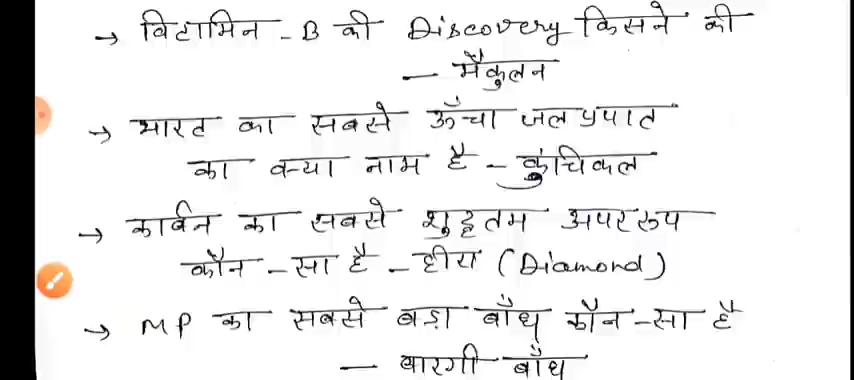 → विटामिन - B की Discovery किसने की
— मैकुलन
→ भारत का सबसे ऊँचा जलप्रपात
का क्या नाम है - कुंचिकल
→ कार्बन का सबसे शुद्धतम अपररूप
कौन - सा है - हीरा (Diamond)
→ MP का सबसे बड़ा बाँध कौन - सा है
— बारगी बाँध